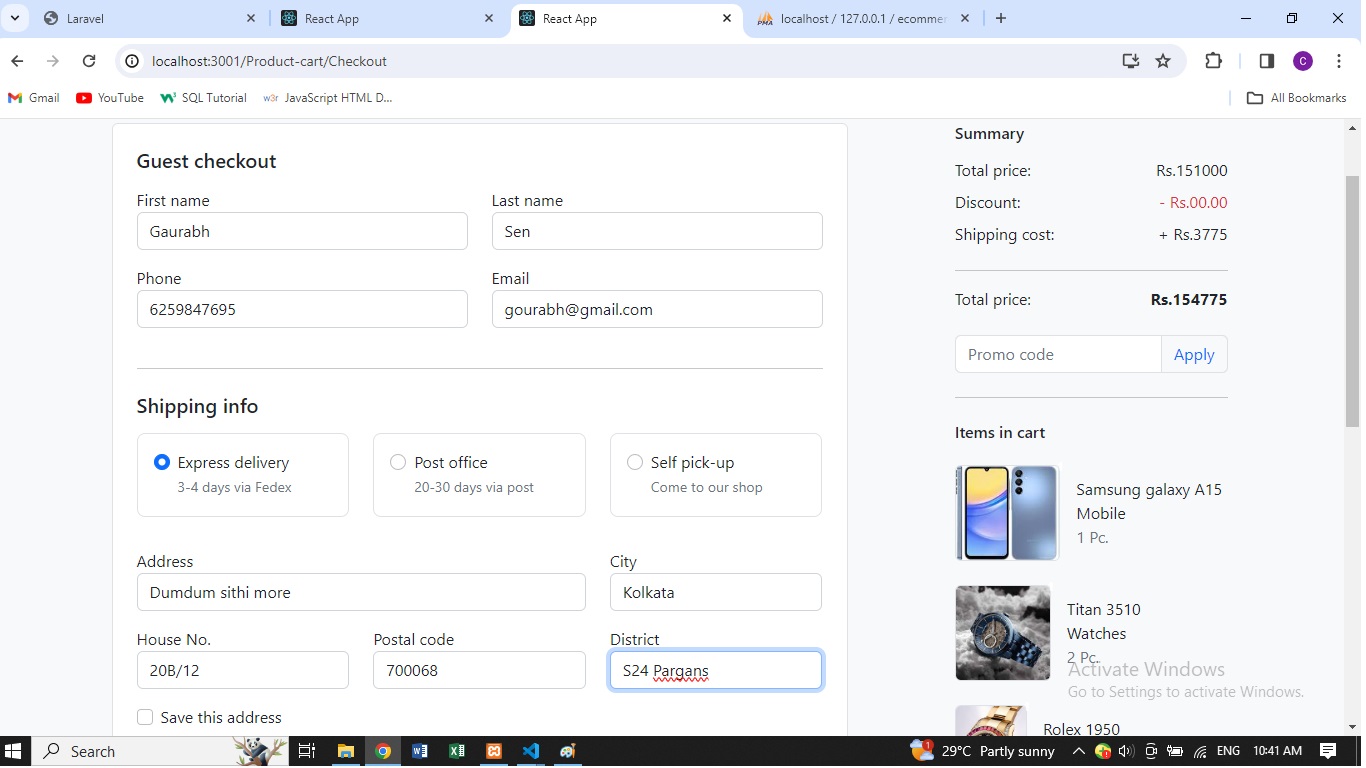 Laravel
React App
React App
localhost / 127.0.0.1 / ecommer
localhost:3001/Product-cart/Checkout
C
Gmail
YouTube
SQL Tutorial
JavaScript HTML D...
All Bookmarks
Guest checkout
First name
Last name
Gaurabh
Sen
Phone
Email
6259847695
gourabh@gmail.com
Shipping info
Express delivery
3-4 days via Fedex
Post office
20-30 days via post
Self pick-up
Come to our shop
Address
City
Dumdum sithi more
Kolkata
House No.
Postal code
District
20B/12
700068
S24 Pargans
Save this address
Summary
Total price: Rs.151000
Discount: - Rs.00.00
Shipping cost: + Rs.3775
Total price: Rs.154775
Promo code
Apply
Items in cart
Samsung galaxy A15
Mobile
1 Pc.
Titan 3510
Watches
2 Pc.
Rolex 1950
Activate Windows
Go to Settings to activate Windows.
Search
29°C Partly sunny
ENG
10:41 AM